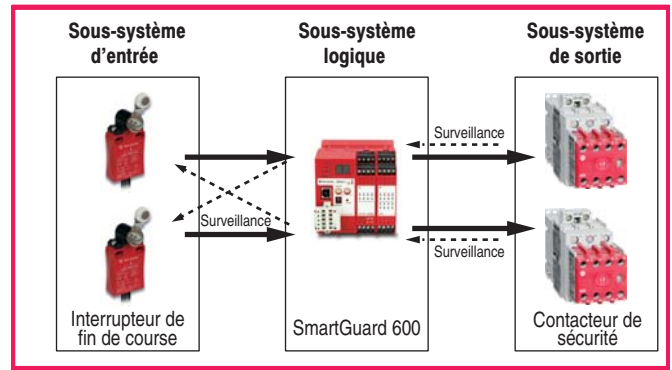 Sous-système
d'entrée
Sous-système
logique
Sous-système
de sortie
Surveillance
Surveillance
Surveillance
Interrupteur de
fin de course
SmartGuard 600
Contacteur de
sécurité